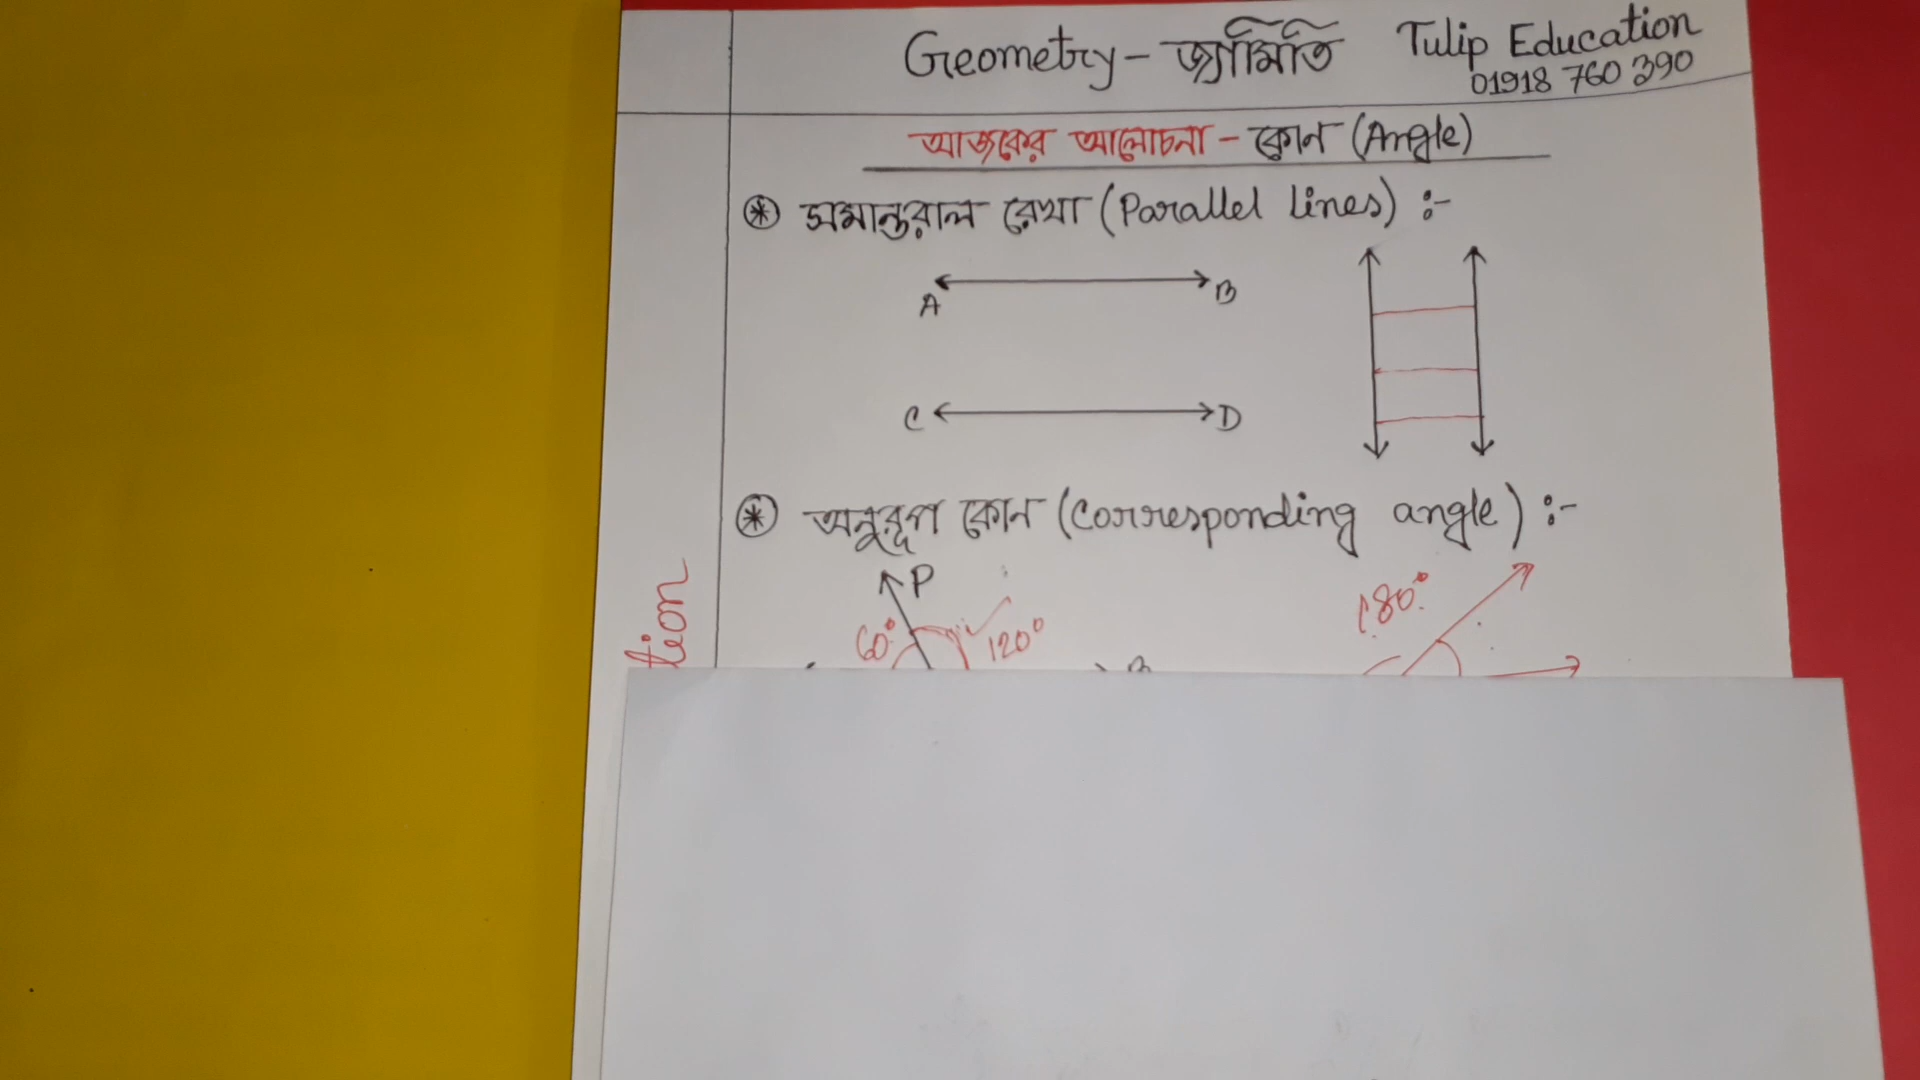 Geometry - জ্যামিতি Tulip Education
01918 760 390
আজকের আলোচনা - কোন (Angle)
* সমান্তরাল রেখা (Parallel lines) :-
A B
C D
* অনুরূপ কোন (Corresponding angle) :-
P
60° 120°
180°
tion